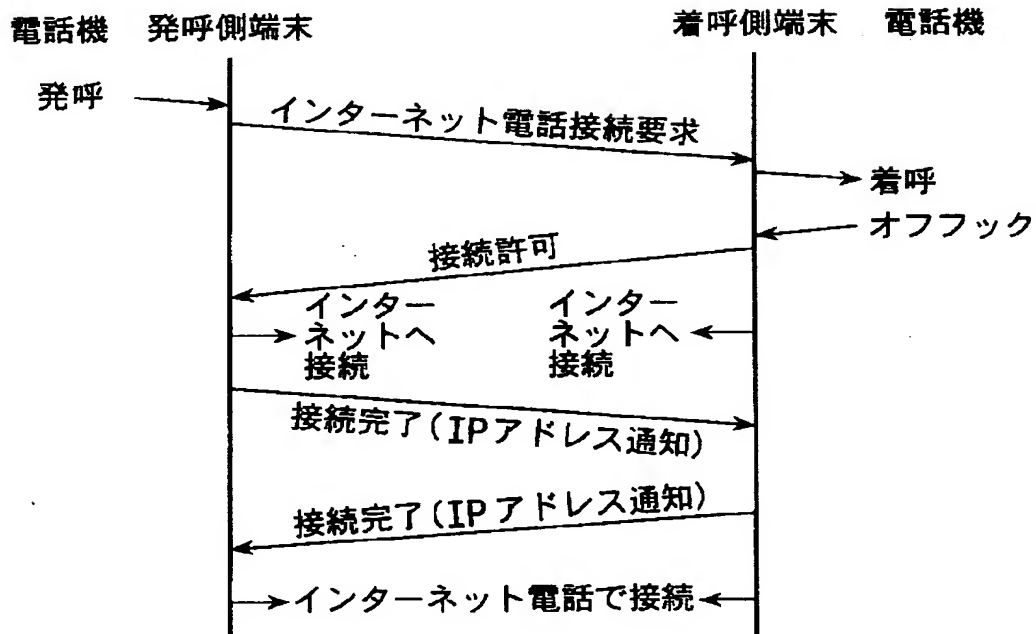 電話機 発呼側端末 着呼側端末 電話機
発呼
インターネット電話接続要求
着呼
オフフック
接続許可
インター
ネットへ
接続
インター
ネットへ
接続
接続完了(IPアドレス通知)
接続完了(IPアドレス通知)
インターネット電話で接続